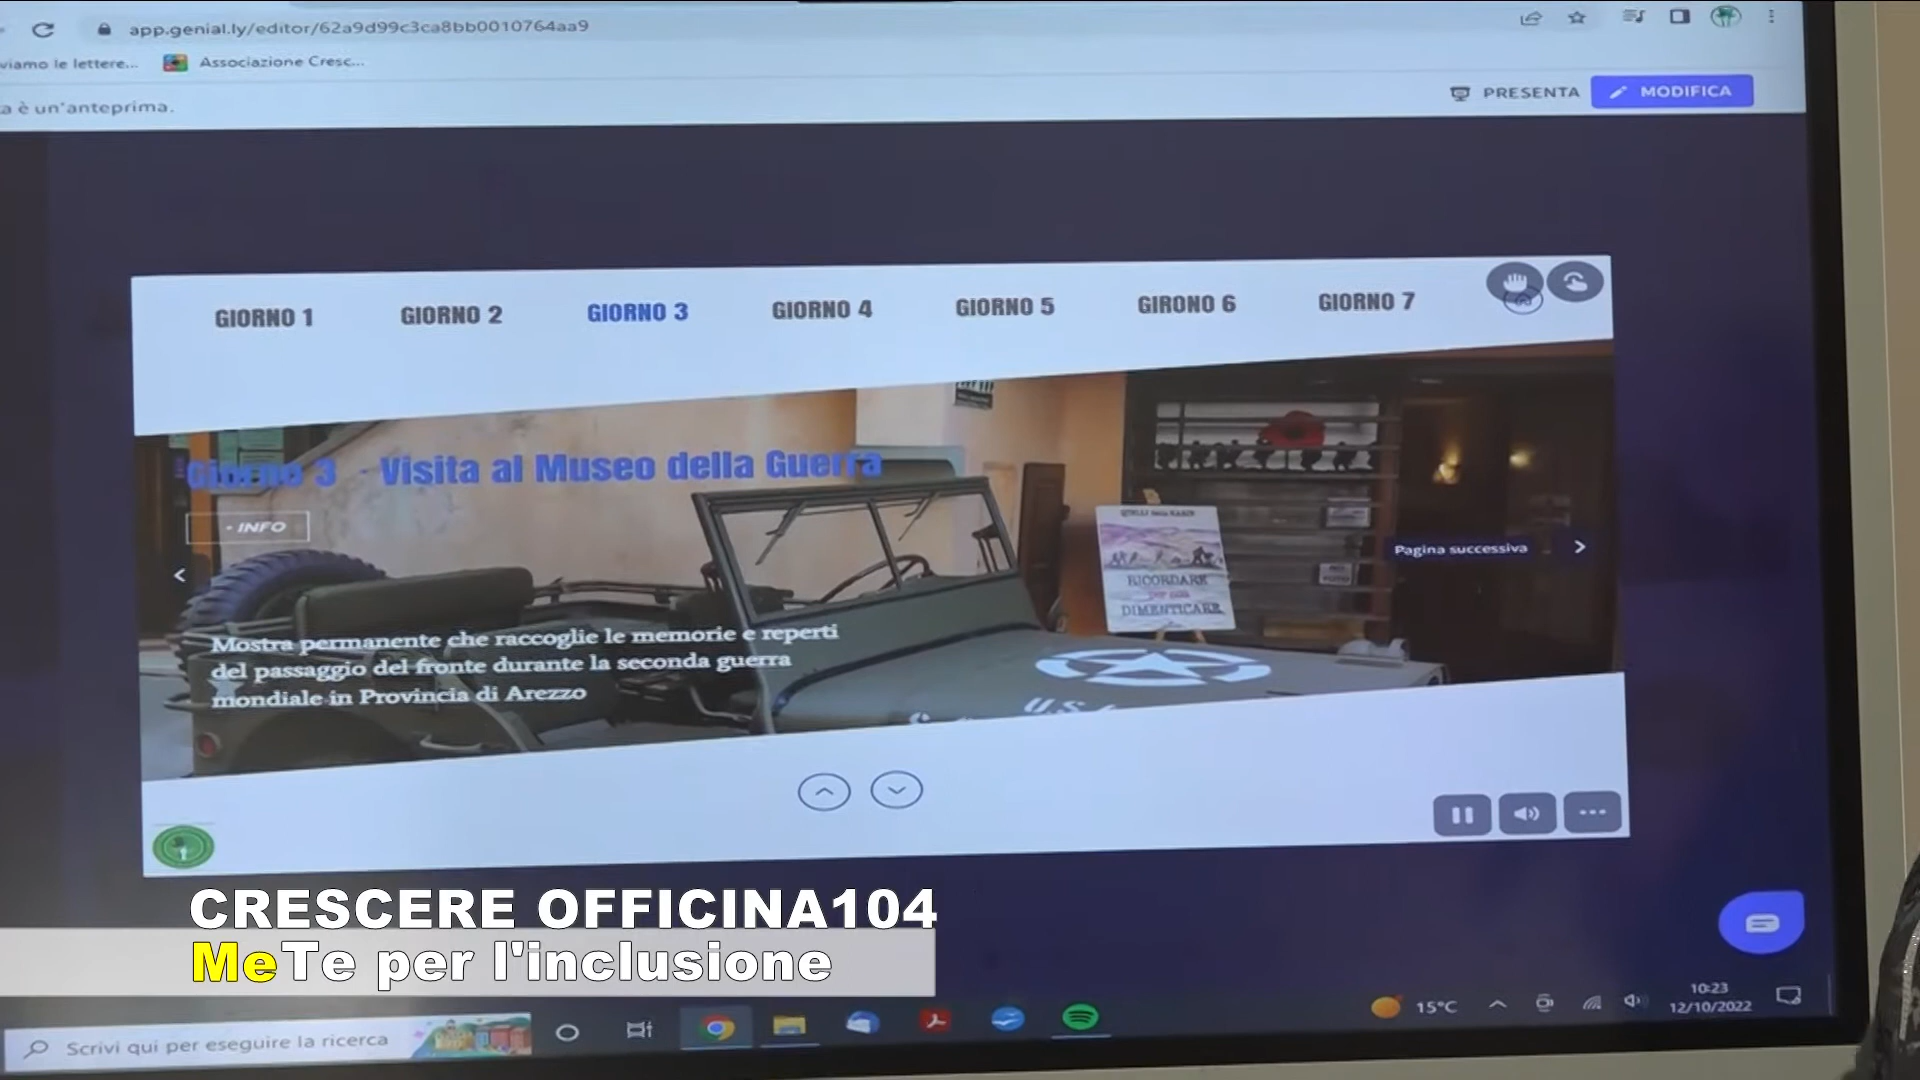 app.genial.ly/editor/62a9d99c3ca8bb0010764aa9
viamo le lettere...
Associazione Cresc...
a è un'anteprima.
PRESENTA
MODIFICA
GIORNO 1
GIORNO 2
GIORNO 3
GIORNO 4
GIORNO 5
GIRONO 6
GIORNO 7
Giorno 3 - Visita al Museo della Guerra
- INFO
RICORDARE
per non
DIMENTICARE
Pagina successiva
Mostra permanente che raccoglie le memorie e reperti
del passaggio del fronte durante la seconda guerra
mondiale in Provincia di Arezzo
U.S.
CRESCERE OFFICINA104
MeTe per l'inclusione
Scrivi qui per eseguire la ricerca
15°C
10:23
12/10/2022